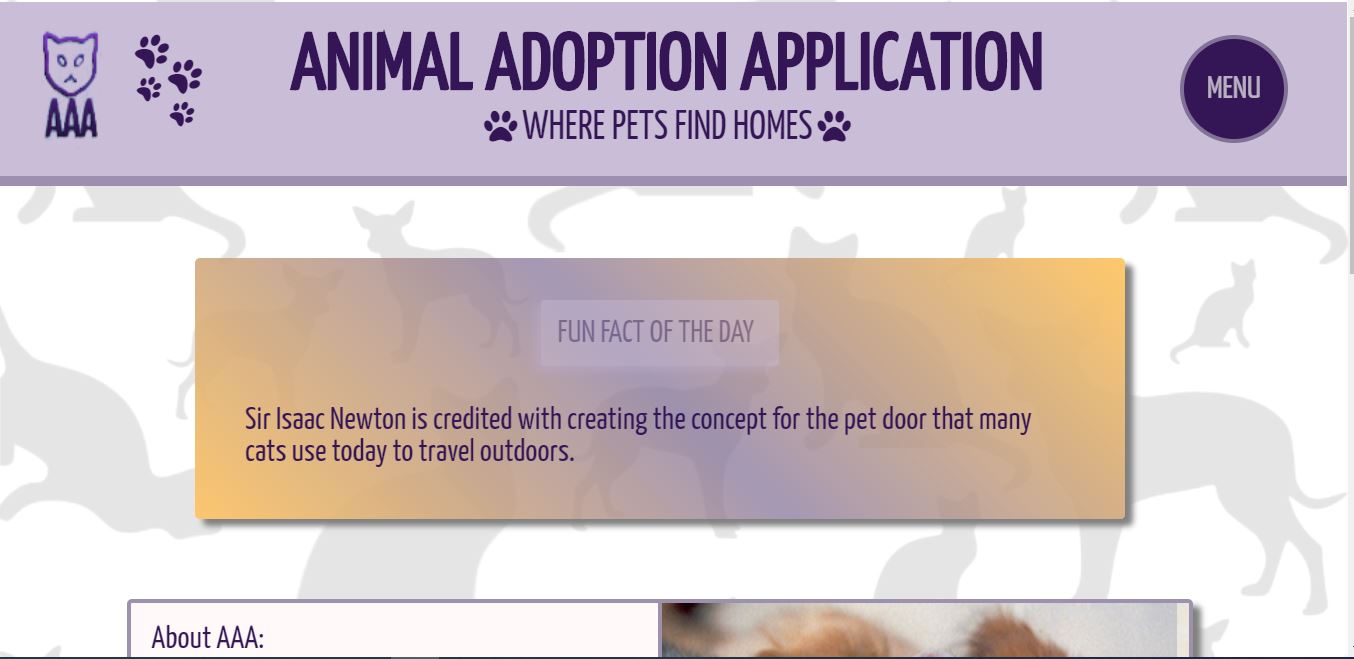 AAA
ANIMAL ADOPTION APPLICATION
WHERE PETS FIND HOMES
MENU
FUN FACT OF THE DAY
Sir Isaac Newton is credited with creating the concept for the pet door that many
cats use today to travel outdoors.
About AAA: